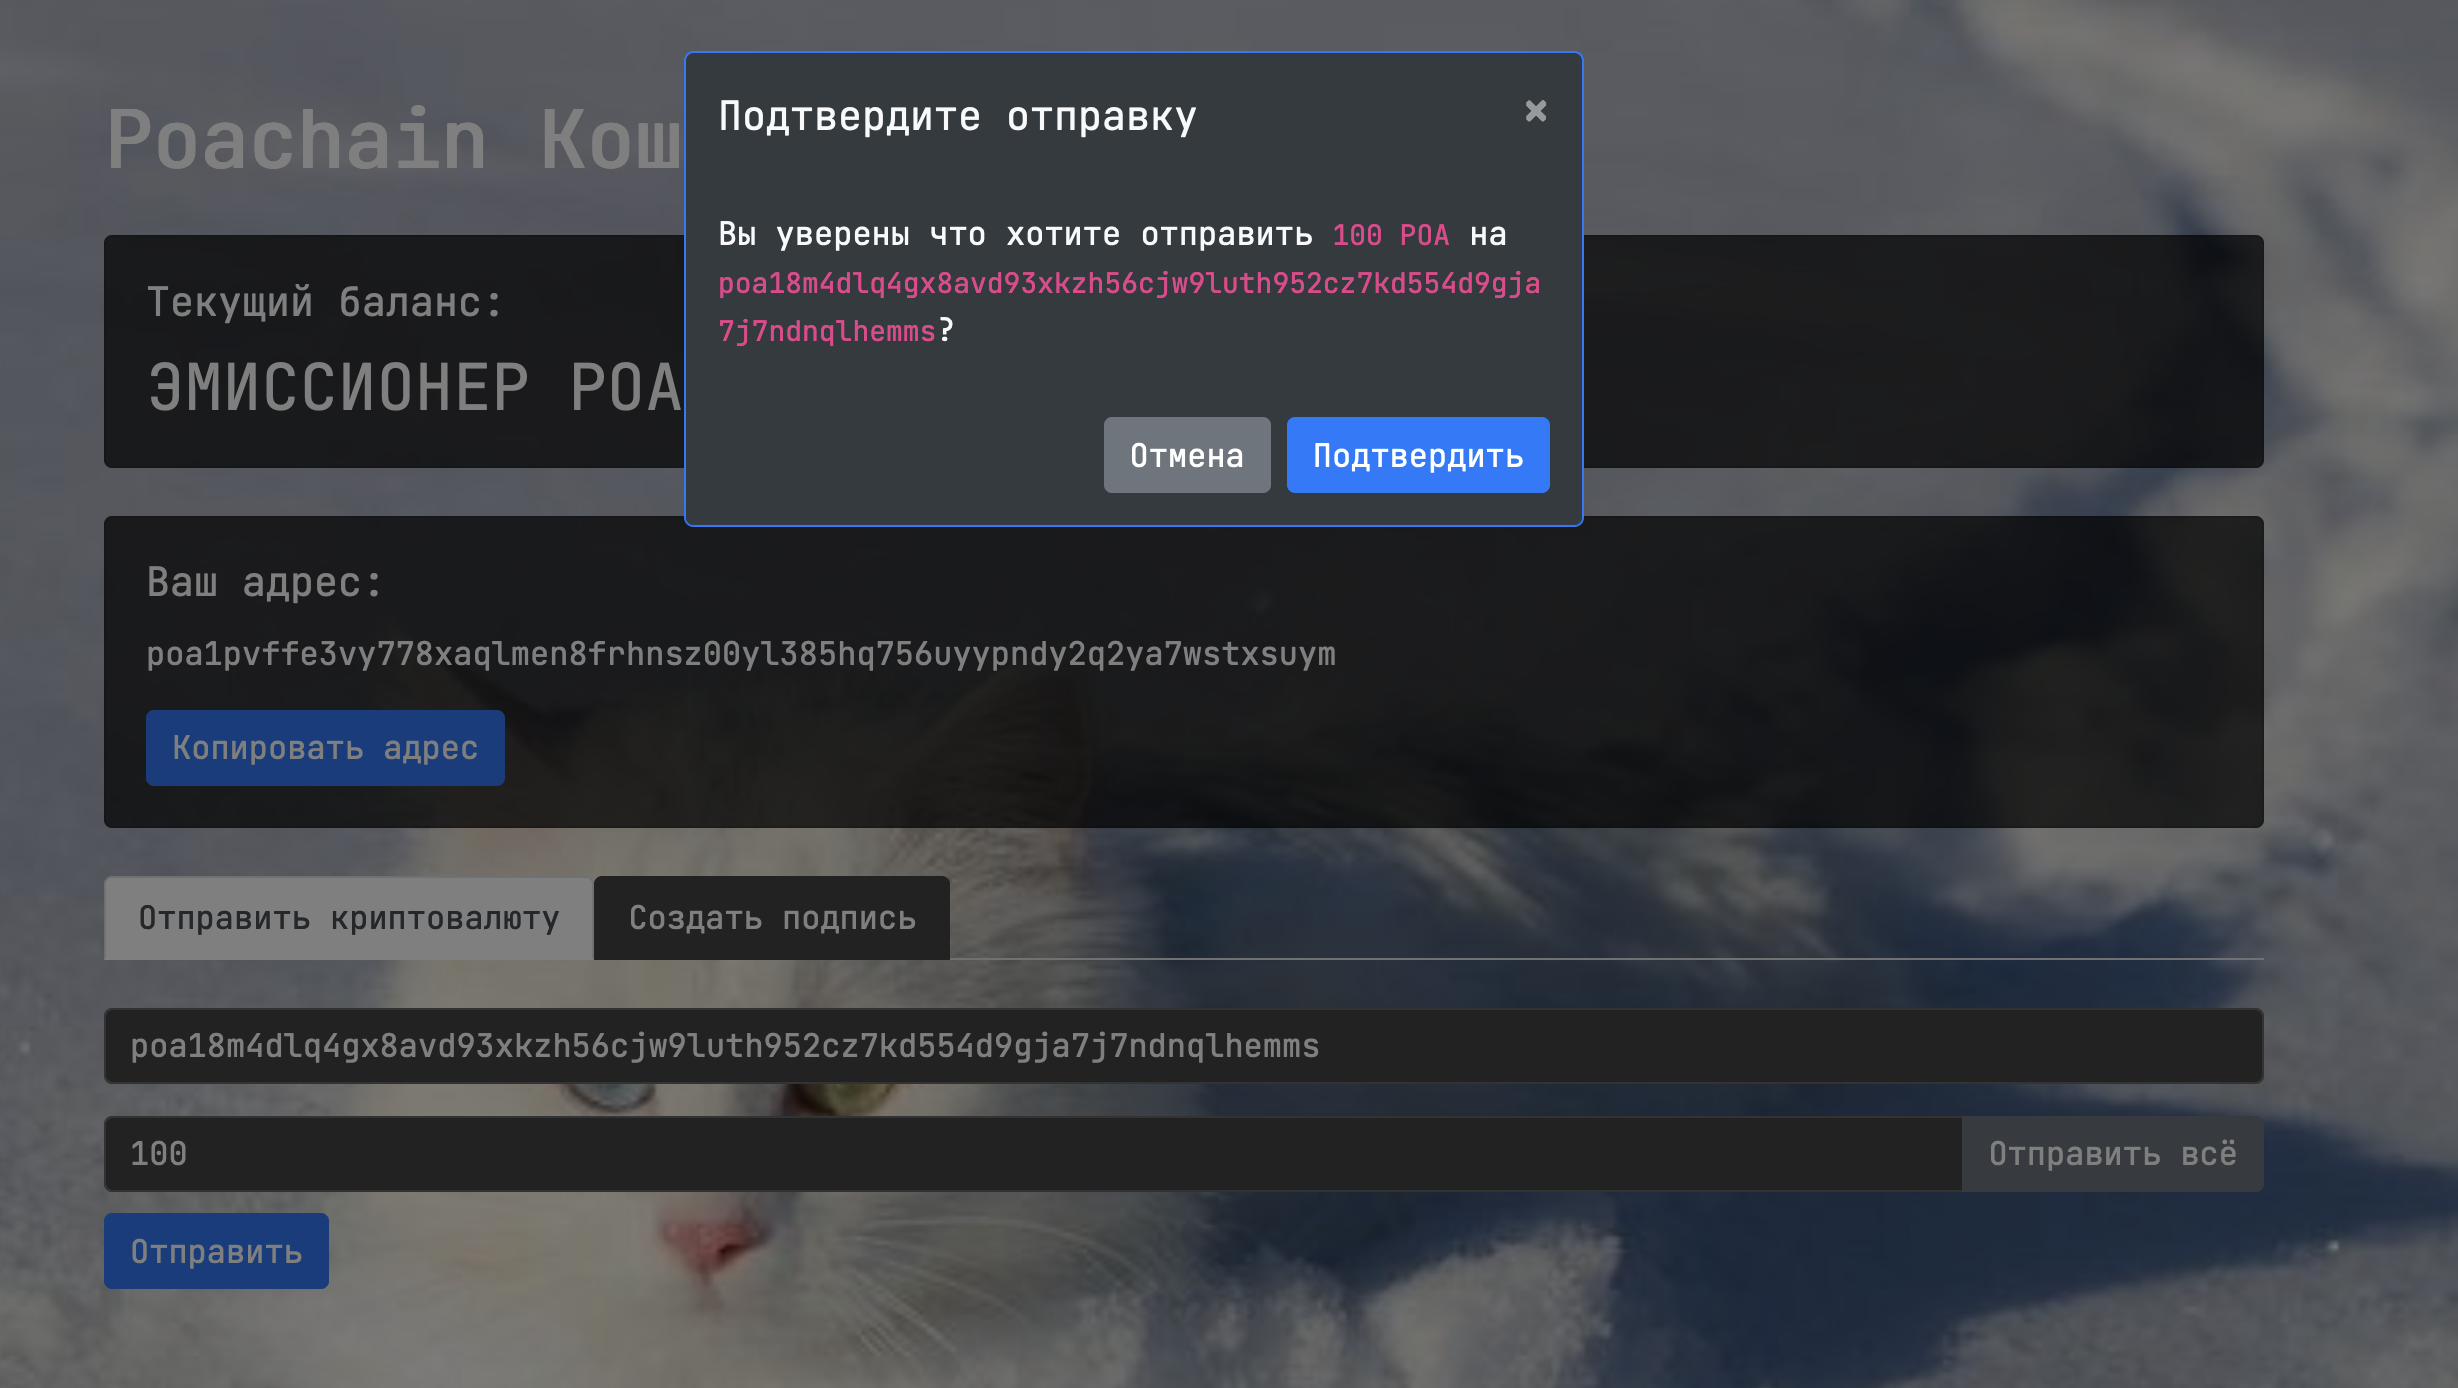 Подтвердите отправку
×
Вы уверены что хотите отправить 100 POA на
poa18m4dlq4gx8avd93xkzh56cjw9luth952cz7kd554d9gja
7j7ndnqlhemms?
Отмена
Подтвердить
Poachain Кош
Текущий баланс:
ЭМИССИОНЕР POA
Ваш адрес:
poa1pvffe3vy778xaqlmen8frhnsz00yl385hq756uyypndy2q2ya7wstxsuym
Копировать адрес
Отправить криптовалюту
Создать подпись
poa18m4dlq4gx8avd93xkzh56cjw9luth952cz7kd554d9gja7j7ndnqlhemms
100
Отправить всё
Отправить